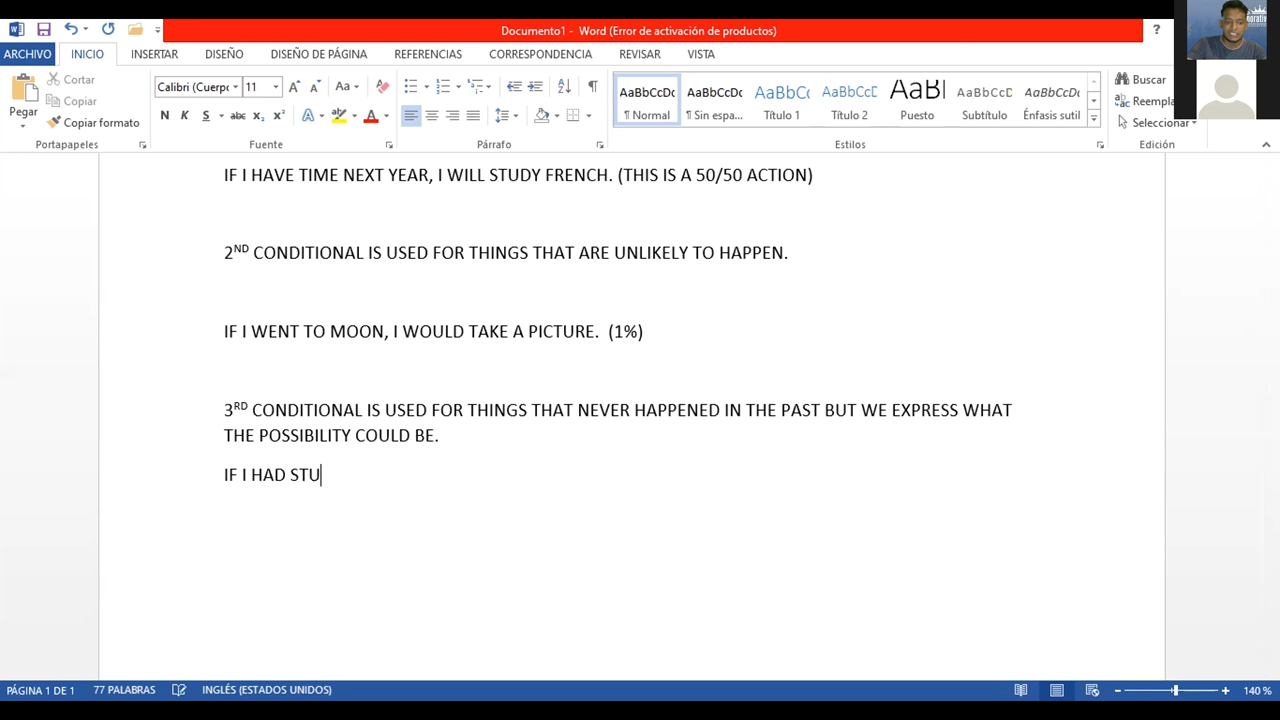 Documento1 - Word (Error de activación de productos)
?
ARCHIVO INICIO INSERTAR DISEÑO DISEÑO DE PÁGINA REFERENCIAS CORRESPONDENCIA REVISAR VISTA
Pegar
Cortar
Copiar
Copiar formato
Portapapeles
Calibri (Cuerpo 11
N K S abc x₂ x²
Fuente
Párrafo
AaBbCcDc AaBbCcDc AaBbCc AaBbCcD AaBl AaBbCcD AaBbCcDc
¶ Normal ¶ Sin espa... Título 1 Título 2 Puesto Subtítulo Énfasis sutil
Estilos
Buscar
Reempla
Seleccionar
Edición
IF I HAVE TIME NEXT YEAR, I WILL STUDY FRENCH. (THIS IS A 50/50 ACTION)
2ND CONDITIONAL IS USED FOR THINGS THAT ARE UNLIKELY TO HAPPEN.
IF I WENT TO MOON, I WOULD TAKE A PICTURE. (1%)
3RD CONDITIONAL IS USED FOR THINGS THAT NEVER HAPPENED IN THE PAST BUT WE EXPRESS WHAT
THE POSSIBILITY COULD BE.
IF I HAD STU
PÁGINA 1 DE 1 77 PALABRAS INGLÉS (ESTADOS UNIDOS) 140 %